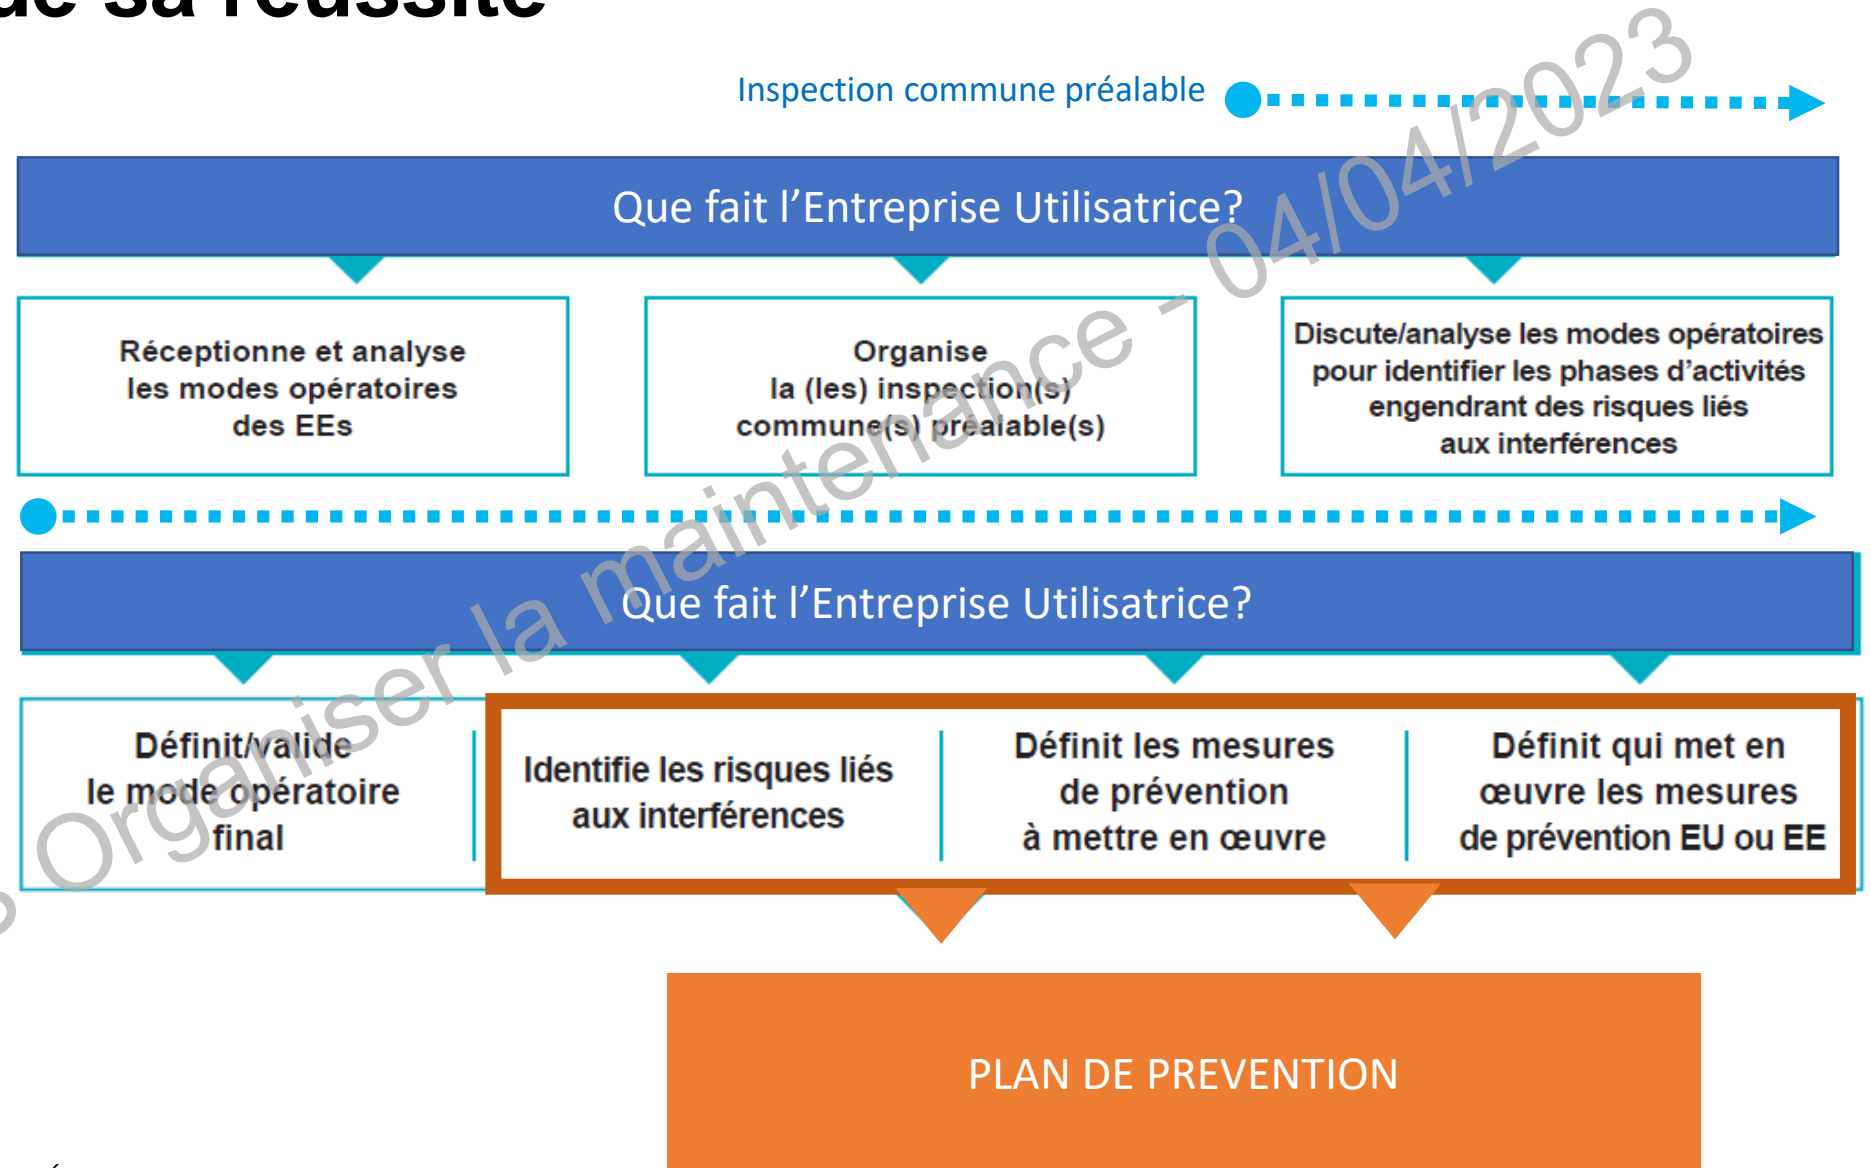 de sa réussite
Inspection commune préalable
Que fait l’Entreprise Utilisatrice?
Réceptionne et analyse
les modes opératoires
des EEs
Organise
la (les) inspection(s)
commune(s) préalable(s)
Discute/analyse les modes opératoires
pour identifier les phases d’activités
engendrant des risques liés
aux interférences
Que fait l’Entreprise Utilisatrice?
Définit/valide
le mode opératoire
final
Identifie les risques liés
aux interférences
Définit les mesures
de prévention
à mettre en œuvre
Définit qui met en
œuvre les mesures
de prévention EU ou EE
PLAN DE PREVENTION
Organiser la maintenance - 04/04/2023